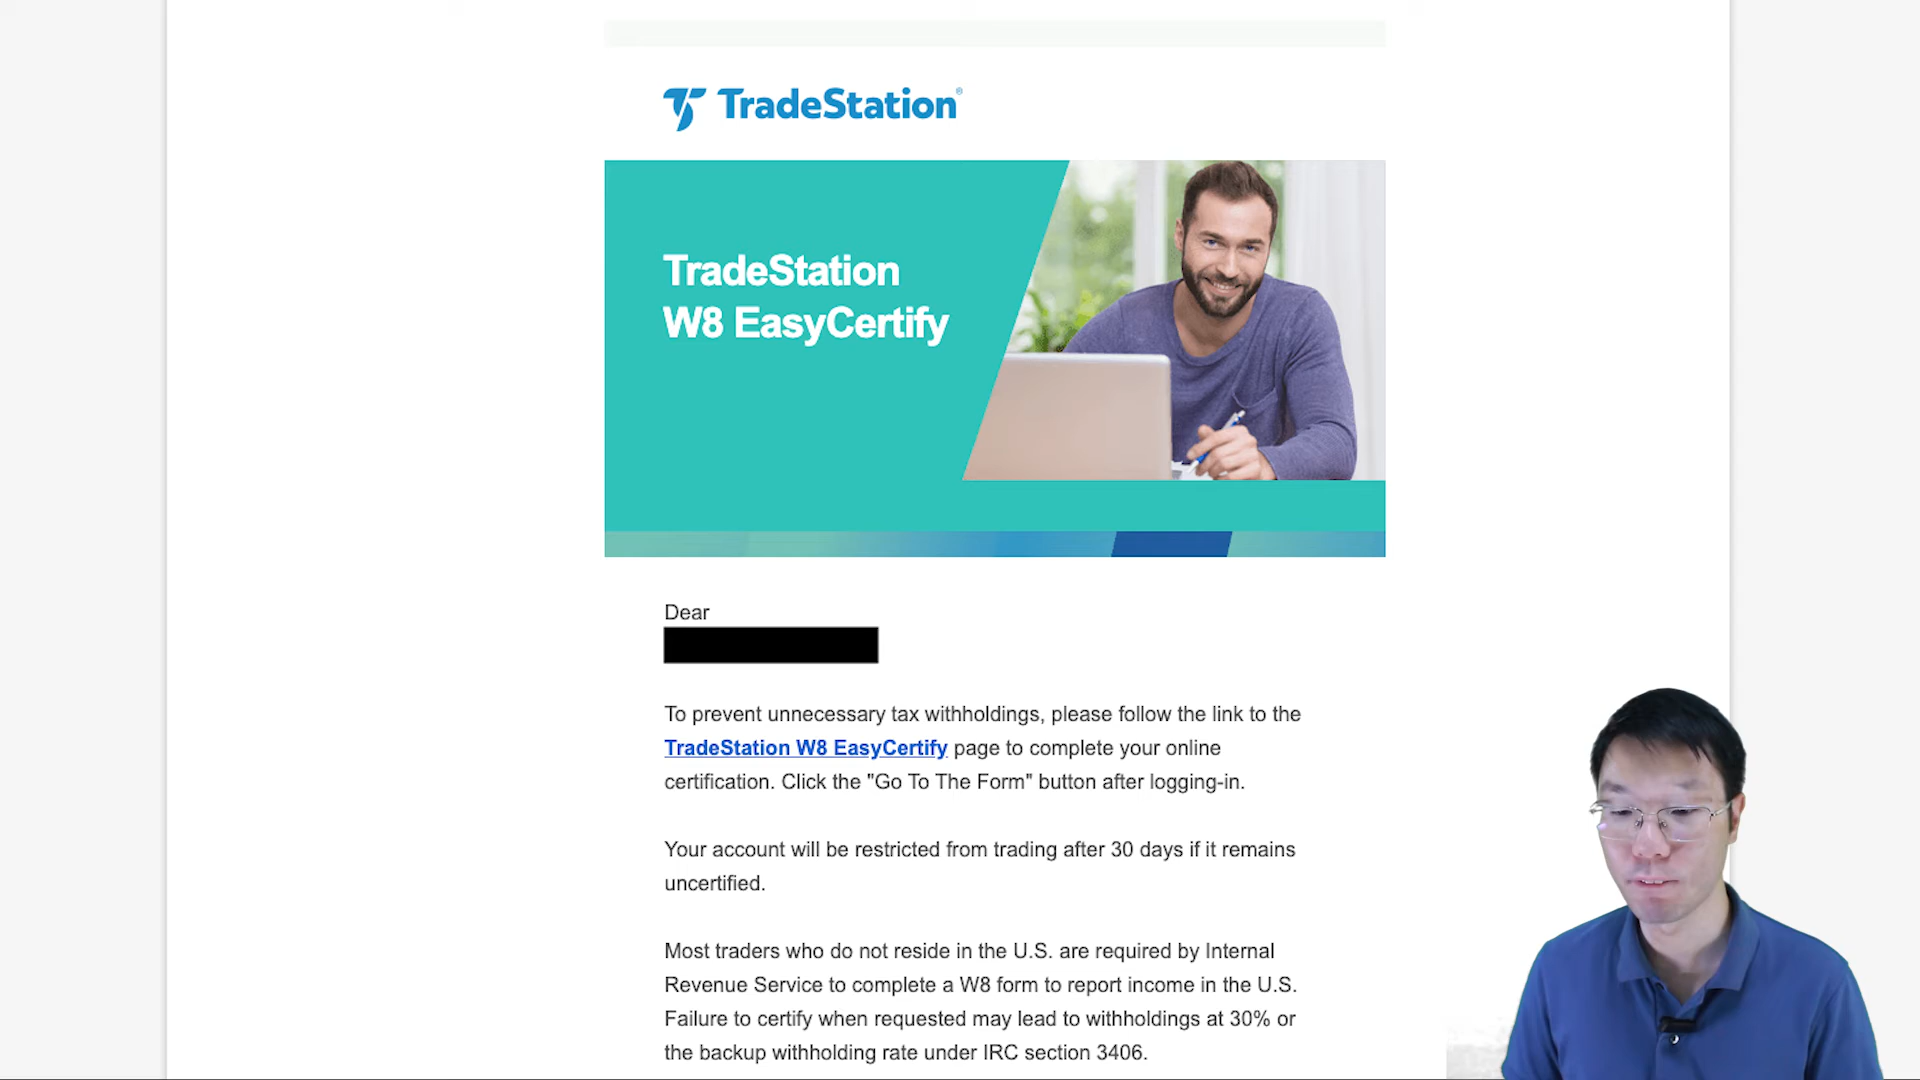 TradeStation®
TradeStation
W8 EasyCertify
Dear
To prevent unnecessary tax withholdings, please follow the link to the
TradeStation W8 EasyCertify page to complete your online
certification. Click the "Go To The Form" button after logging-in.
Your account will be restricted from trading after 30 days if it remains
uncertified.
Most traders who do not reside in the U.S. are required by Internal
Revenue Service to complete a W8 form to report income in the U.S.
Failure to certify when requested may lead to withholdings at 30% or
the backup withholding rate under IRC section 3406.